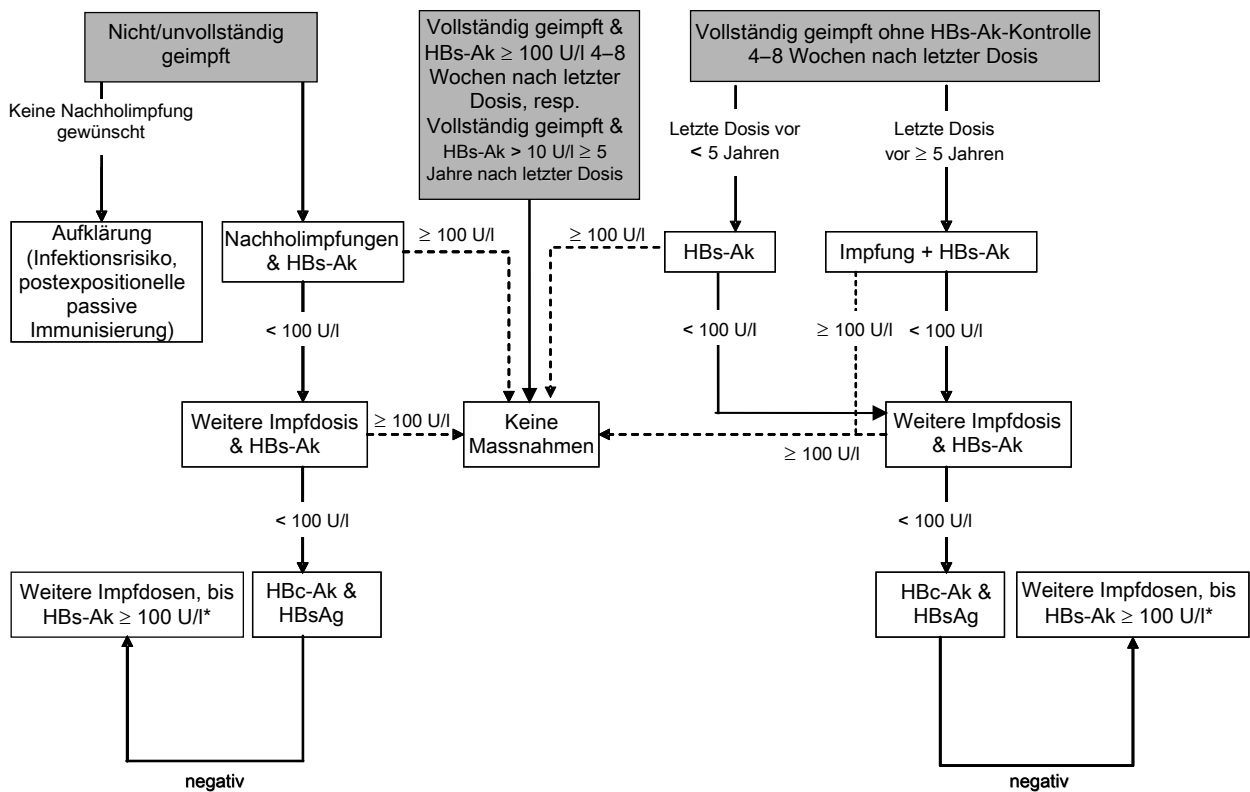 Nicht/unvollständig
geimpft
Vollständig geimpft &
HBs-Ak ≥ 100 U/l 4–8
Wochen nach letzter
Dosis, resp.
Vollständig geimpft &
HBs-Ak > 10 U/l ≥ 5
Jahre nach letzter Dosis
Vollständig geimpft ohne HBs-Ak-Kontrolle
4–8 Wochen nach letzter Dosis
Keine Nachholimpfung
gewünscht
Letzte Dosis vor
< 5 Jahren
Letzte Dosis
vor ≥ 5 Jahren
Aufklärung
(Infektionsrisiko,
postexpositionelle
passive
Immunisierung)
Nachholimpfungen
& HBs-Ak
≥ 100 U/l
≥ 100 U/l
HBs-Ak
Impfung + HBs-Ak
< 100 U/l
< 100 U/l
≥ 100 U/l
< 100 U/l
Weitere Impfdosis
& HBs-Ak
≥ 100 U/l
Keine
Massnahmen
≥ 100 U/l
Weitere Impfdosis
& HBs-Ak
< 100 U/l
< 100 U/l
Weitere Impfdosen, bis
HBs-Ak ≥ 100 U/l*
HBc-Ak &
HBsAg
HBc-Ak &
HBsAg
Weitere Impfdosen, bis
HBs-Ak ≥ 100 U/l*
negativ
negativ